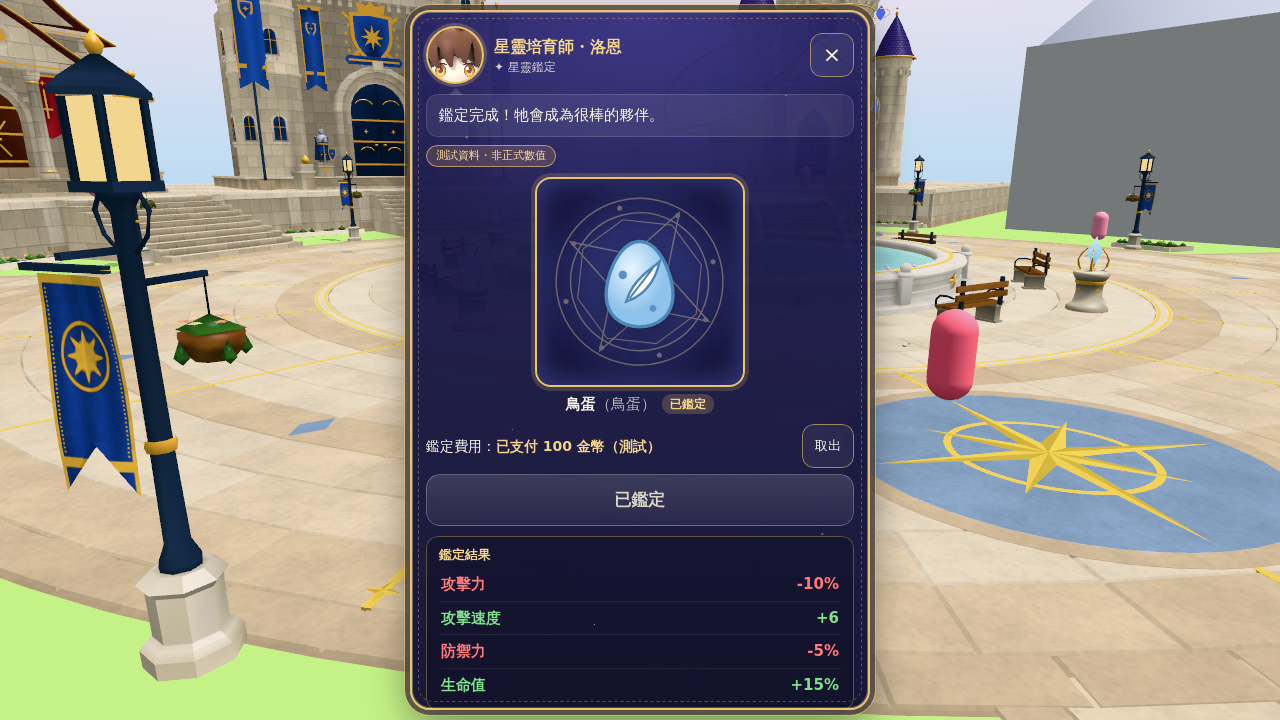 星靈培育師・洛恩
✦ 星靈鑑定
鑑定完成！牠會成為很棒的夥伴。
測試資料・非正式數值
鳥蛋（鳥蛋） 已鑑定
鑑定費用：已支付 100 金幣（測試） 取出
已鑑定
鑑定結果
攻擊力 -10%
攻擊速度 +6
防禦力 -5%
生命值 +15%